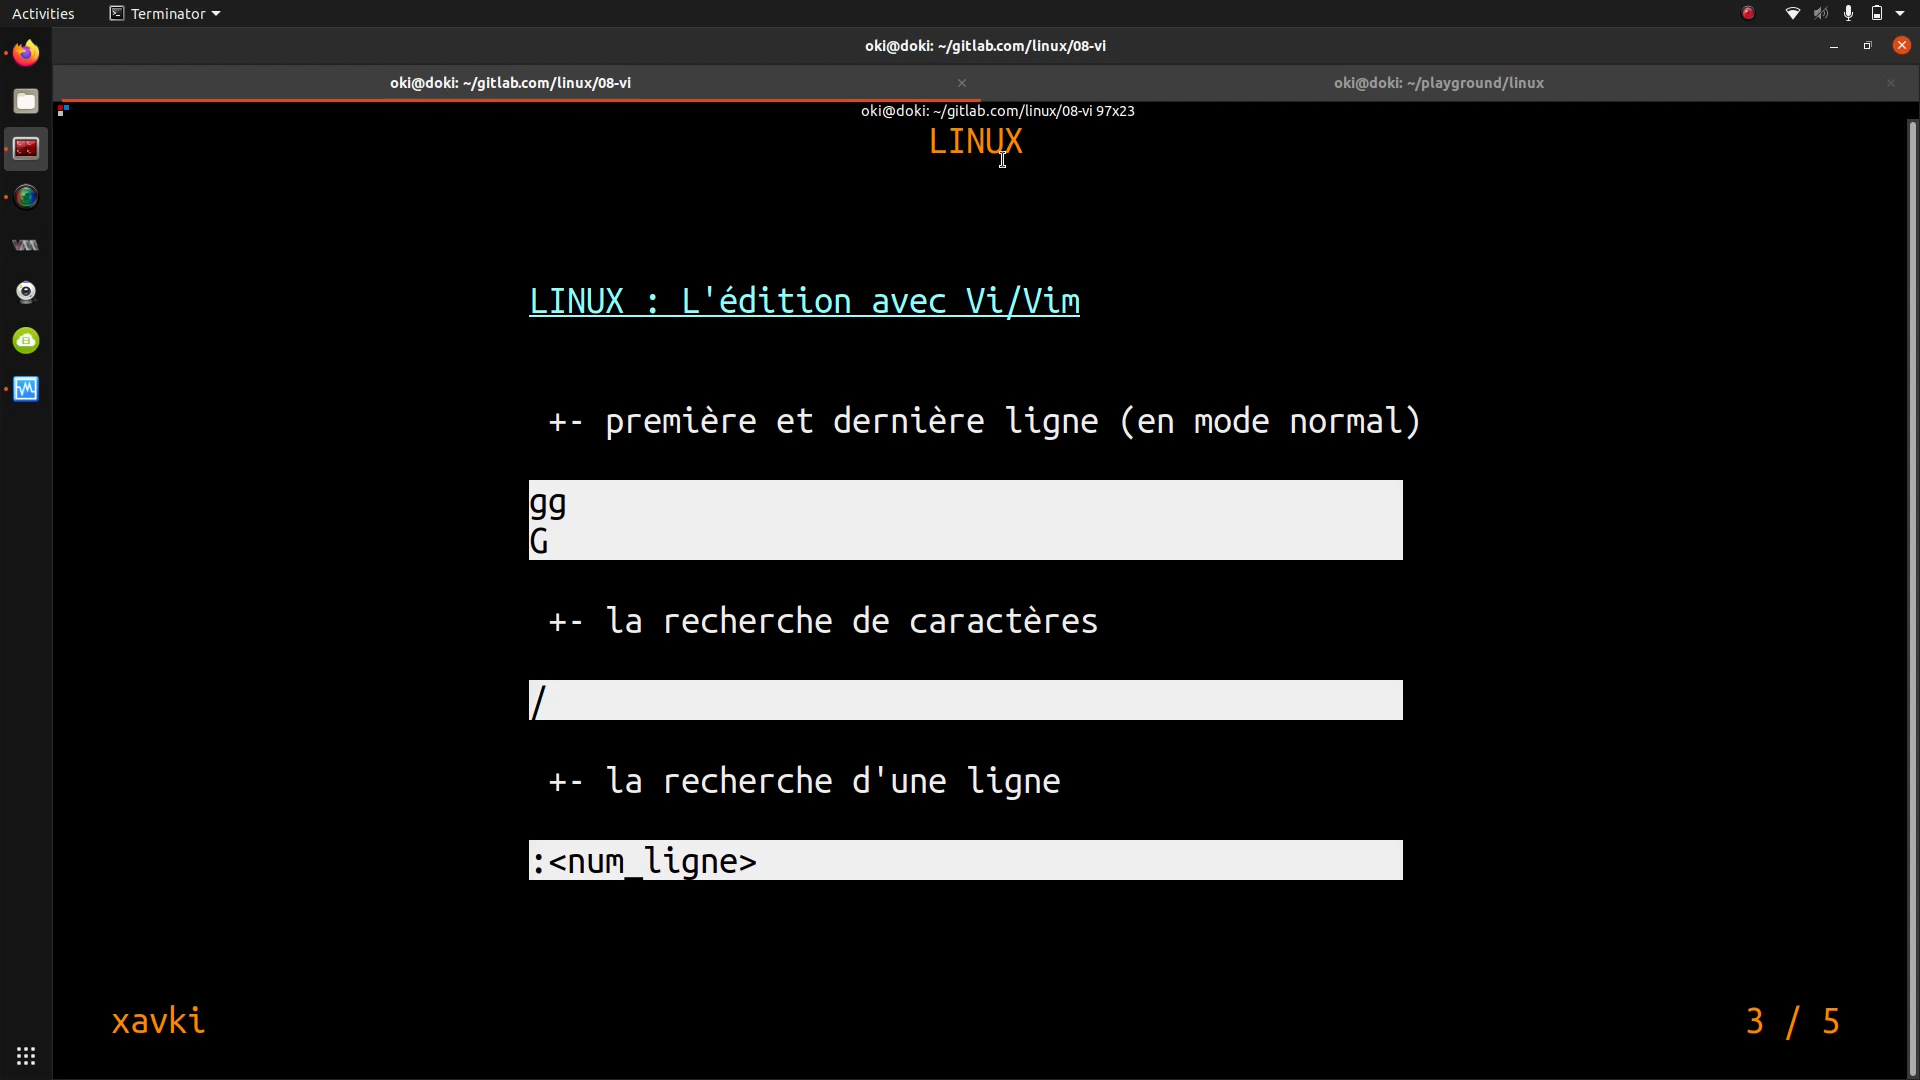 Activities
Terminator
oki@doki: ~/gitlab.com/linux/08-vi
oki@doki: ~/gitlab.com/linux/08-vi
oki@doki: ~/playground/linux
oki@doki: ~/gitlab.com/linux/08-vi 97x23
LINUX
LINUX : L'édition avec Vi/Vim
+- première et dernière ligne (en mode normal)
gg
G
+- la recherche de caractères
/
+- la recherche d'une ligne
:<num_ligne>
xavki
3 / 5